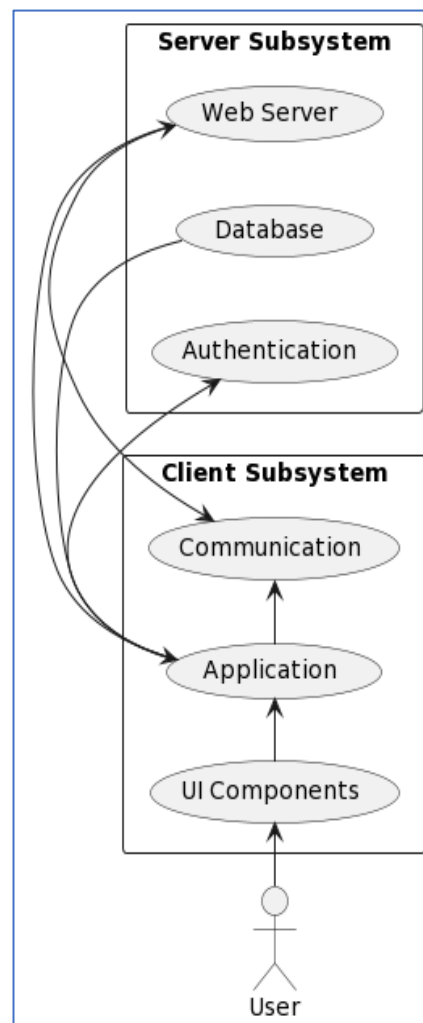 Server Subsystem
Web Server
Database
Authentication
Client Subsystem
Communication
Application
UI Components
User